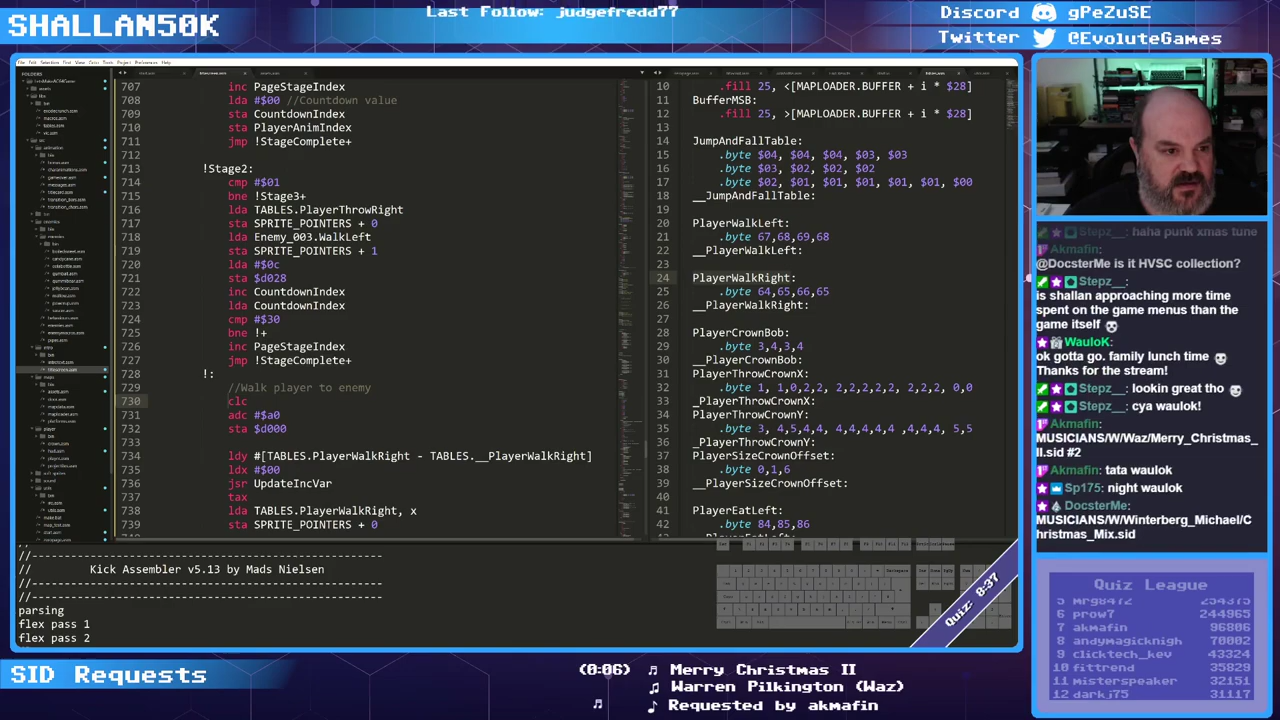 SHALLAN50K
Last Follow: judgefredd77
Discord gPeZuSE
Twitter @EvoluteGames
FOLDERS
707 inc PageStageIndex
708 lda #$00 //Countdown value
709 sta CountdownIndex
710 sta PlayerAnimIndex
711 jmp !StageComplete+
712
713 !Stage2:
714 cmp #$01
715 bne !Stage3+
716 lda TABLES.PlayerThrowRight
717 sta SPRITE_POINTERS + 0
718 lda Enemy_003.WalkLeft
719 sta SPRITE_POINTERS + 1
720 lda #$0c
721 sta $d028
722 inc CountdownIndex
723 lda CountdownIndex
724 cmp #$30
725 bne !+
726 inc PageStageIndex
727 jmp !StageComplete+
728 !:
729 //Walk player to enemy
730 clc
731 adc #$a0
732 sta $d000
733
734 ldy #[TABLES.PlayerWalkRight - TABLES.__PlayerWalkRight]
735 ldx #$00
736 jsr UpdateIncVar
737 tax
738 lda TABLES.PlayerWalkRight, x
739 sta SPRITE_POINTERS + 0
10 .fill 25, <[MAPLOADER.BUFFER + i * $28]
11 BufferMSB:
12 .fill 25, >[MAPLOADER.BUFFER + i * $28]
13
14 JumpAndFallTable:
15 .byte $04, $04, $04, $03, $03
16 .byte $03, $02, $02, $02
17 .byte $02, $01, $01, $01, $01, $00
18 __JumpAndFallTable:
19
20 PlayerWalkLeft:
21 .byte 67,68,69,68
22 __PlayerWalkLeft:
23
24 PlayerWalkRight:
25 .byte 64,65,66,65
26 __PlayerWalkRight:
27
28 PlayerCrownBob:
29 .byte 3,4,3,4
30 __PlayerCrownBob:
31 PlayerThrowCrownX:
32 .byte 1, 1,0,2,2, 2,2,2,2,2, 2,2,2, 0,0
33 _PlayerThrowCrownX:
34 PlayerThrowCrownY:
35 .byte 3, 4,5,4,4, 4,4,4,4,4 ,4,4,4, 5,5
36 _PlayerThrowCrownY:
37 PlayerSizeCrownOffset:
38 .byte 0,1,6
39 __PlayerSizeCrownOffset:
40
41 PlayerEatLeft:
42 .byte 84,85,86
//------------------------------------------------------
// Kick Assembler v5.13 by Mads Nielsen
//------------------------------------------------------
parsing
flex pass 1
flex pass 2
Quiz: 8:37
Stepz_: haha punk xmas tune
Akmafin:
@DocsterMe is it HVSC collection?
Stepz_:
is shallan approaching more time
spent on the game menus than the
game itself
WauloK:
ok gotta go. family lunch time
Thanks for the stream!
Stepz_: lookin great tho
Stepz_: cya waulok!
Akmafin:
MUSICIANS/W/Waz/Merry_Christmas_
II.sid #2
Akmafin: tata waulok
Sp175: night waulok
DocsterMe:
MUSICIANS/W/Winterberg_Michael/C
hristmas_Mix.sid
Quiz League
6 prow7 244965
7 akmafin 96806
8 andymagicknigh 70002
9 clicktech_kev 43324
10 fittrend 35829
11 misterspeaker 32151
12 darkj75 31117
SID Requests
(0:06) Merry Christmas II
Warren Pilkington (Waz)
Requested by akmafin